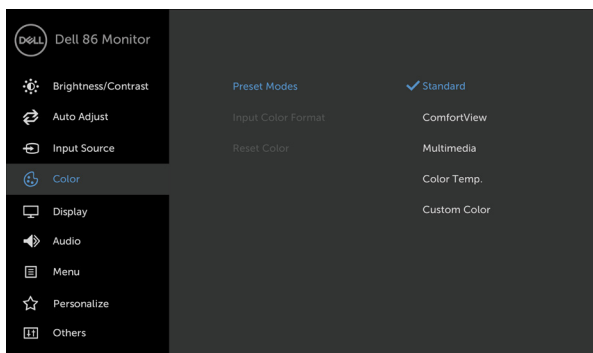 DELL Dell 86 Monitor
Brightness/Contrast Preset Modes Standard
Auto Adjust Input Color Format ComfortView
Input Source Reset Color Multimedia
Color Color Temp.
Display Custom Color
Audio
Menu
Personalize
Others